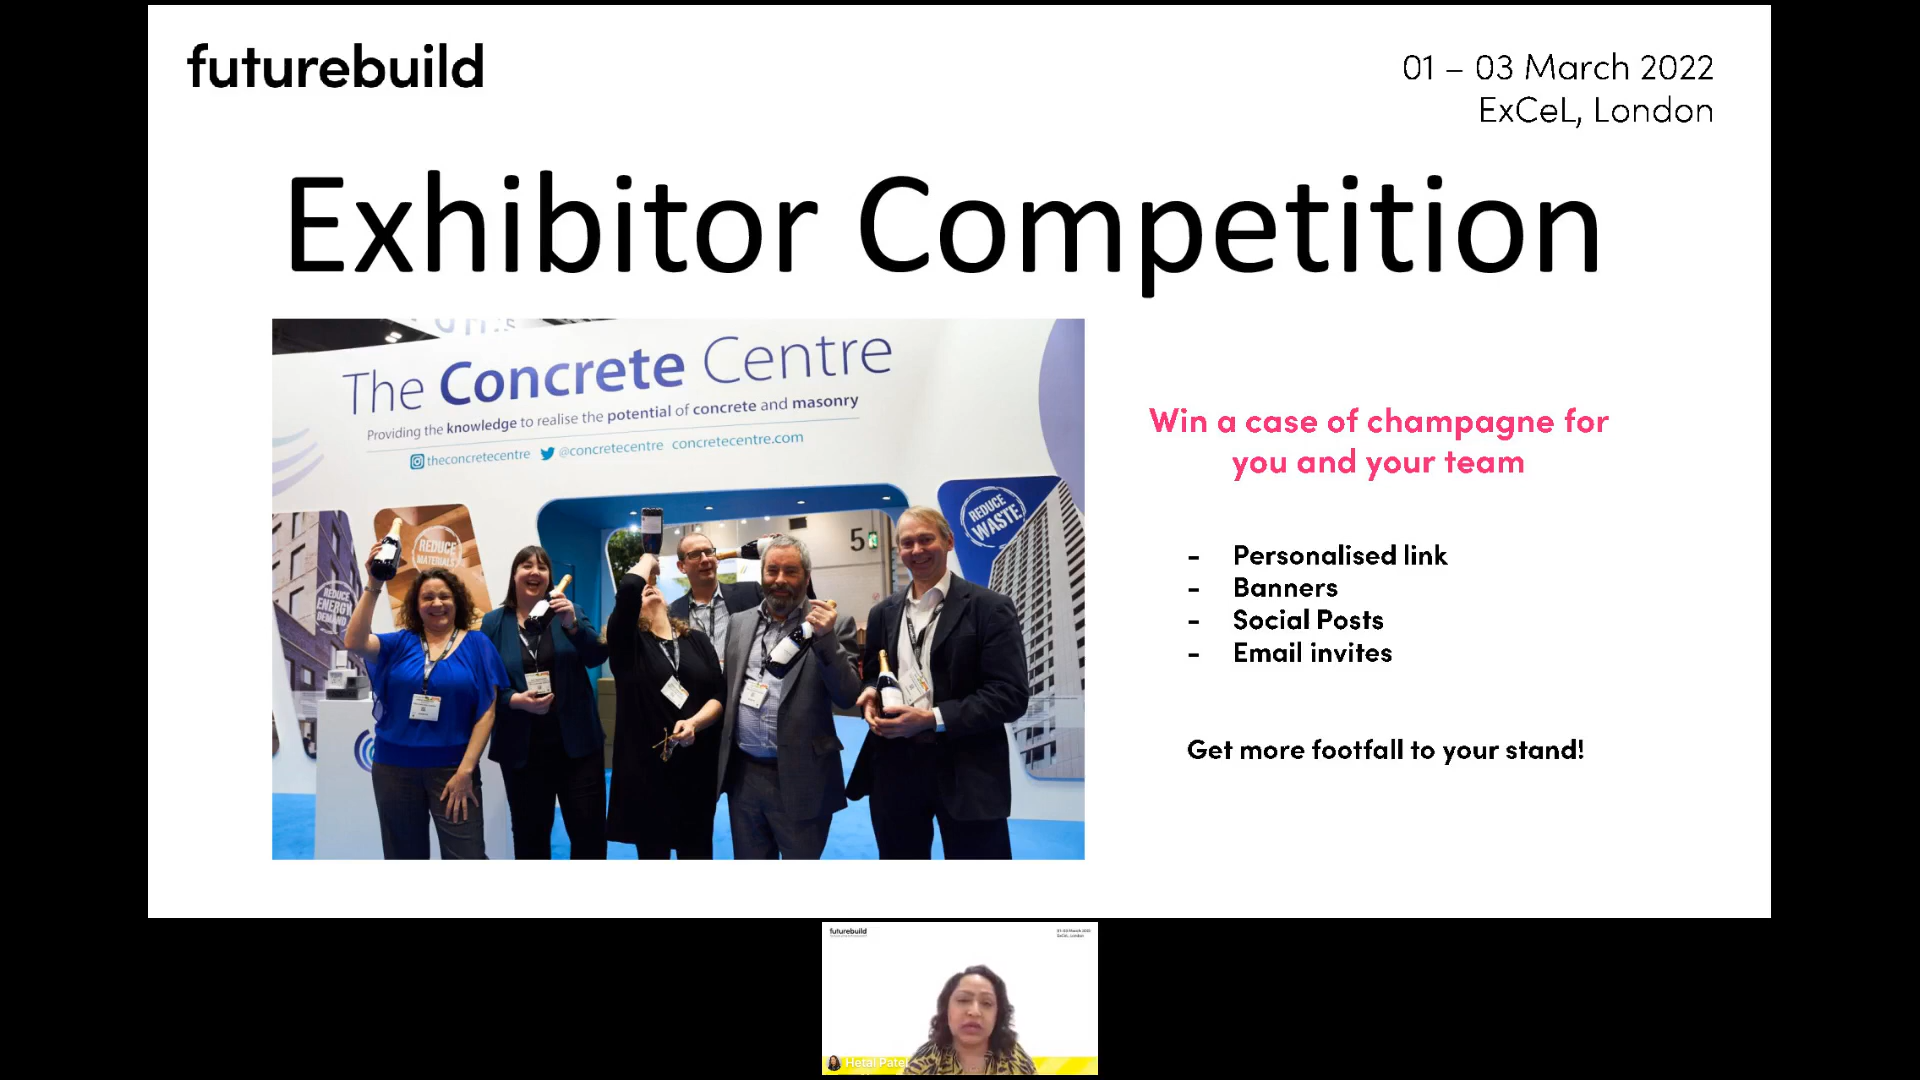 futurebuild
01 – 03 March 2022
ExCeL, London
Exhibitor Competition
The Concrete Centre
Providing the knowledge to realise the potential of concrete and masonry
theconcretecentre @concretecentre concretecentre.com
REDUCE
WASTE
REDUCE
MATERIALS
REDUCE
ENERGY
DEMAND
5
Win a case of champagne for
you and your team
- Personalised link
- Banners
- Social Posts
- Email invites
Get more footfall to your stand!
futurebuild
01-03 March 2022
ExCeL, London
Hetal Patel